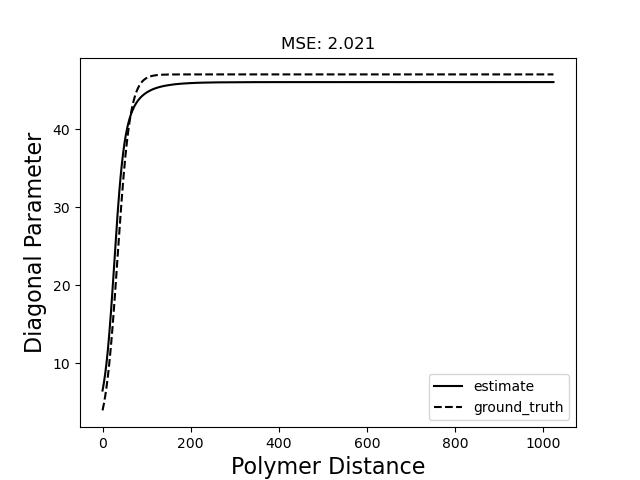 MSE: 2.021
Diagonal Parameter
40
30
20
10
estimate
ground_truth
0 200 400 600 800 1000
Polymer Distance